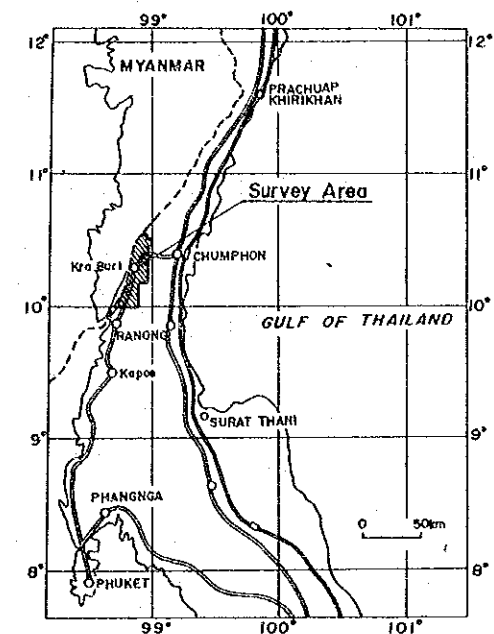 99° 100° 101°
12° 12°
MYANMAR
PRACHUAP
KHIRIKHAN
11° 11°
Survey Area
Kra Buri
CHUMPHON
10° 10°
RANONG
GULF OF THAILAND
Kapoe
9° 9°
SURAT THANI
PHANGNGA
0 50km
8° 8°
PHUKET
99° 100° 101°